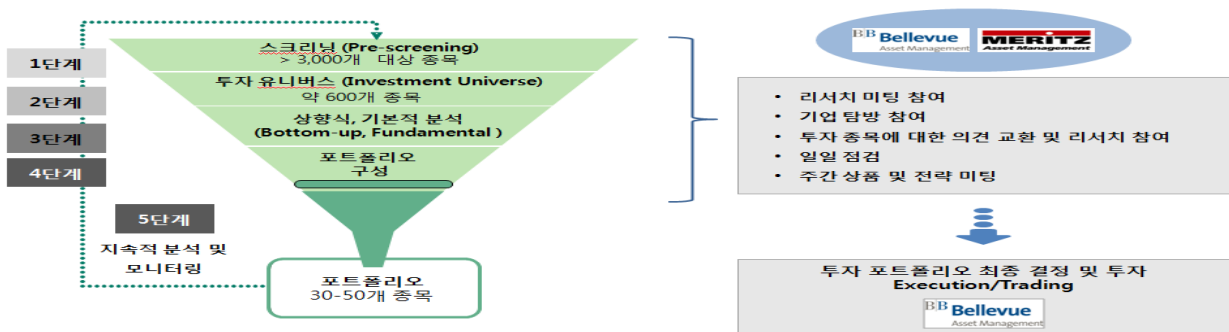 1단계
2단계
3단계
4단계
스크리닝 (Pre-screening)
> 3,000개 대상 종목
투자 유니버스 (Investment Universe)
약 600개 종목
상향식, 기본적 분석
(Bottom-up, Fundamental )
포트폴리오
구성
5단계
지속적 분석 및
모니터링
포트폴리오
30-50개 종목
BB Bellevue
Asset Management
MERITZ
Asset Management
• 리서치 미팅 참여
• 기업 탐방 참여
• 투자 종목에 대한 의견 교환 및 리서치 참여
• 일일 점검
• 주간 상품 및 전략 미팅
투자 포트폴리오 최종 결정 및 투자
Execution/Trading
BB Bellevue
Asset Management